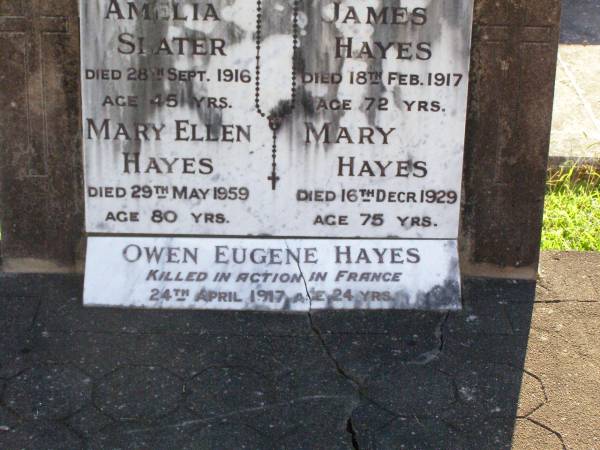 AMELIA
SLATER
DIED 28TH SEPT. 1916
AGE 45 YRS.
MARY ELLEN
HAYES
DIED 29TH MAY 1959
AGE 80 YRS.
JAMES
HAYES
DIED 18TH FEB. 1917
AGE 72 YRS.
MARY
HAYES
DIED 16TH DECR 1929
AGE 75 YRS.
OWEN EUGENE HAYES
KILLED IN ACTION IN FRANCE
24TH APRIL 1917, AGE 24 YRS.